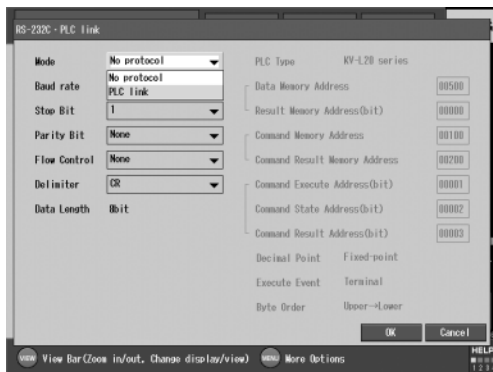 RS-232C・PLC link
Mode
No protocol
No protocol
PLC link
Baud rate
Stop Bit
1
Parity Bit
None
Flow Control
None
Delimiter
CR
Data Length
8bit
PLC Type
KV-L20 series
Data Memory Address
00500
Result Memory Address(bit)
00000
Command Memory Address
00100
Command Result Memory Address
00200
Command Execute Address(bit)
00001
Command State Address(bit)
00002
Command Result Address(bit)
00003
Decimal Point
Fixed-point
Execute Event
Terminal
Byte Order
Upper→Lower
OK
Cancel
VIEW View Bar(Zoom in/out, Change display/view)
MENU More Options
HELP
1 2 3